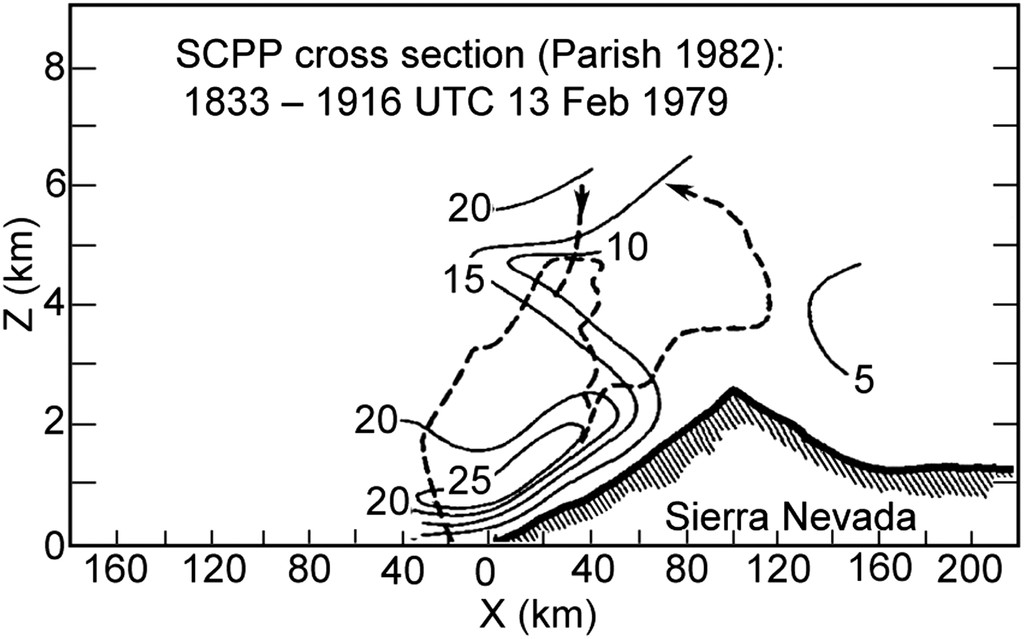 SCPP cross section (Parish 1982):
1833 – 1916 UTC 13 Feb 1979
8
6
4
2
0
Z (km)
20
10
15
5
20
25
20
Sierra Nevada
160 120 80 40 0 40 80 120 160 200
X (km)